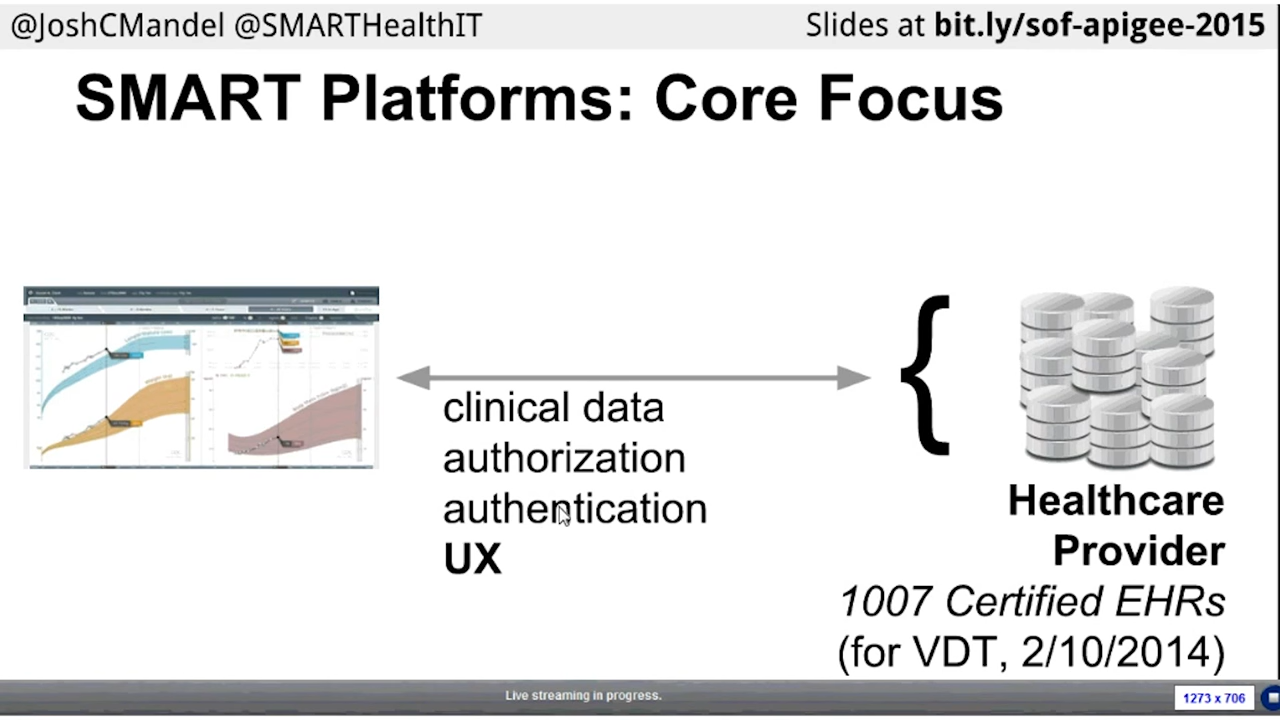 @JoshCMandel @SMARTHealthIT
Slides at bit.ly/sof-apigee-2015
SMART Platforms: Core Focus
{
clinical data
authorization
authentication
UX
Healthcare
Provider
1007 Certified EHRs
(for VDT, 2/10/2014)
Live streaming in progress.
1273 x 706